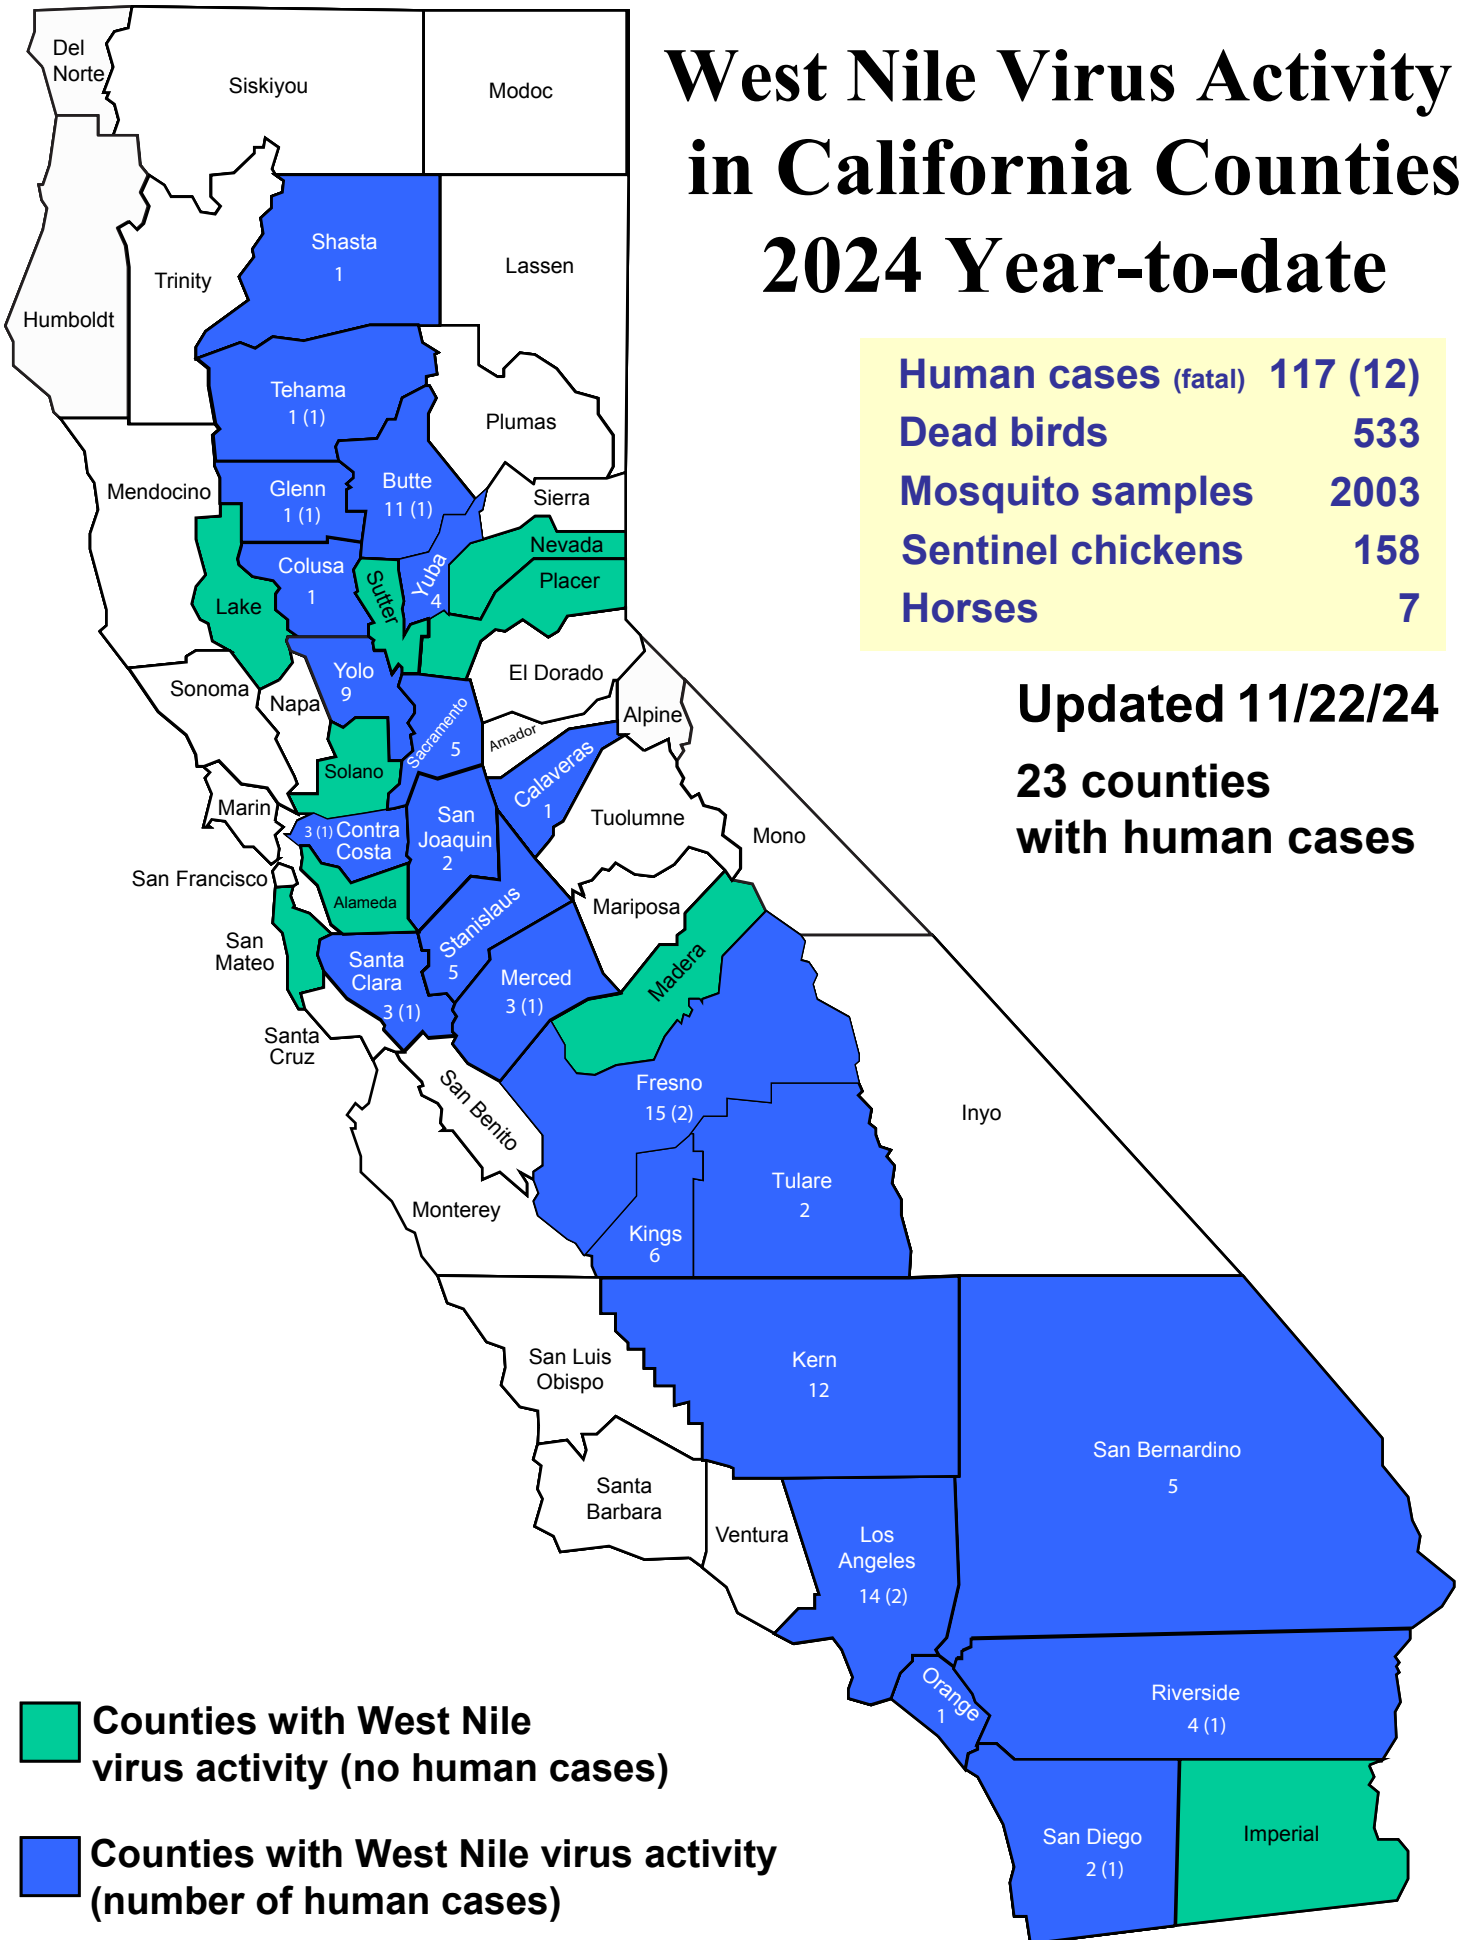 West Nile Virus Activity
in California Counties
2024 Year-to-date
Human cases (fatal) 117 (12)
Dead birds 533
Mosquito samples 2003
Sentinel chickens 158
Horses 7
Updated 11/22/24
23 counties
with human cases
Del
Norte
Siskiyou
Modoc
Shasta
1
Lassen
Trinity
Humboldt
Tehama
1 (1)
Plumas
Mendocino
Glenn
1 (1)
Butte
11 (1)
Sierra
Nevada
Placer
Colusa
1
Sutter
Yuba
4
Lake
Yolo
9
El Dorado
Sonoma
Napa
Sacramento
5
Amador
Alpine
Solano
Calaveras
1
Marin
3 (1) Contra
Costa
San
Joaquin
2
Tuolumne
Mono
San Francisco
Alameda
Stanislaus
5
Mariposa
San
Mateo
Santa
Clara
3 (1)
Merced
3 (1)
Madera
Santa
Cruz
San Benito
Fresno
15 (2)
Inyo
Monterey
Kings
6
Tulare
2
San Luis
Obispo
Kern
12
San Bernardino
5
Santa
Barbara
Ventura
Los
Angeles
14 (2)
Orange
1
Riverside
4 (1)
San Diego
2 (1)
Imperial
Counties with West Nile
virus activity (no human cases)
Counties with West Nile virus activity
(number of human cases)